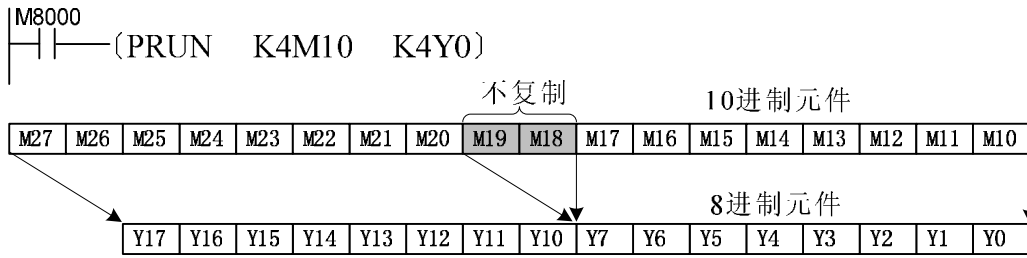 M8000
(PRUN K4M10 K4Y0)
不复制 10进制元件
M27 M26 M25 M24 M23 M22 M21 M20 M19 M18 M17 M16 M15 M14 M13 M12 M11 M10
8进制元件
Y17 Y16 Y15 Y14 Y13 Y12 Y11 Y10 Y7 Y6 Y5 Y4 Y3 Y2 Y1 Y0